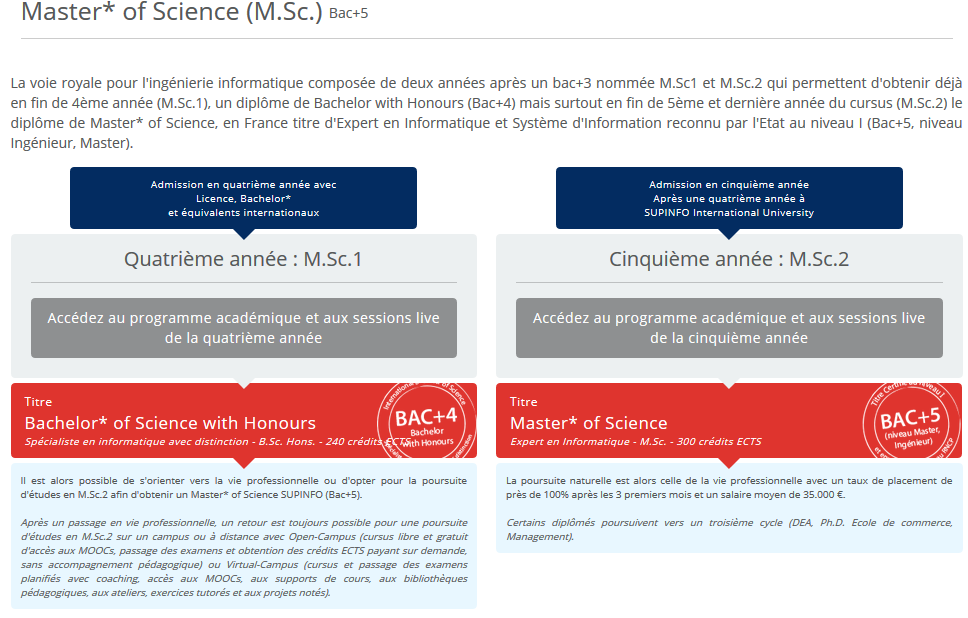 Master* of Science (M.Sc.) Bac+5
La voie royale pour l'ingénierie informatique composée de deux années après un bac+3 nommée M.Sc1 et M.Sc.2 qui permettent d'obtenir déjà
en fin de 4ème année (M.Sc.1), un diplôme de Bachelor with Honours (Bac+4) mais surtout en fin de 5ème et dernière année du cursus (M.Sc.2) le
diplôme de Master* of Science, en France titre d'Expert en Informatique et Système d'Information reconnu par l'Etat au niveau I (Bac+5, niveau
Ingénieur, Master).
Admission en quatrième année avec
Licence, Bachelor*
et équivalents internationaux
Quatrième année : M.Sc.1
Accédez au programme académique et aux sessions live
de la quatrième année
Titre
Bachelor* of Science with Honours
Spécialiste en informatique avec distinction - B.Sc. Hons. - 240 crédits ECTS
BAC+4
Bachelor
with Honours
Il est alors possible de s'orienter vers la vie professionelle ou d'opter pour la poursuite
d'études en M.Sc.2 afin d'obtenir un Master* of Science SUPINFO (Bac+5).
Après un passage en vie professionelle, un retour est toujours possible pour une poursuite
d'études en M.Sc.2 sur un campus ou à distance avec Open-Campus (cursus libre et gratuit
d'accès aux MOOCs, passage des examens et obtention des crédits ECTS payant sur demande,
sans accompagnement pédagogique) ou Virtual-Campus (cursus et passage des examens
planifiés avec coaching, accès aux MOOCs, aux supports de cours, aux bibliothèques
pédagogiques, aux ateliers, exercices tutorés et aux projets notés).
Admission en cinquième année
Après une quatrième année à
SUPINFO International University
Cinquième année : M.Sc.2
Accédez au programme académique et aux sessions live
de la cinquième année
Titre
Master* of Science
Expert en Informatique - M.Sc. - 300 crédits ECTS
BAC+5
(niveau Master,
Ingénieur)
La poursuite naturelle est alors celle de la vie professionnelle avec un taux de placement de
près de 100% après les 3 premiers mois et un salaire moyen de 35.000 €.
Certains diplômés poursuivent vers un troisième cycle (DEA, Ph.D. Ecole de commerce,
Management).